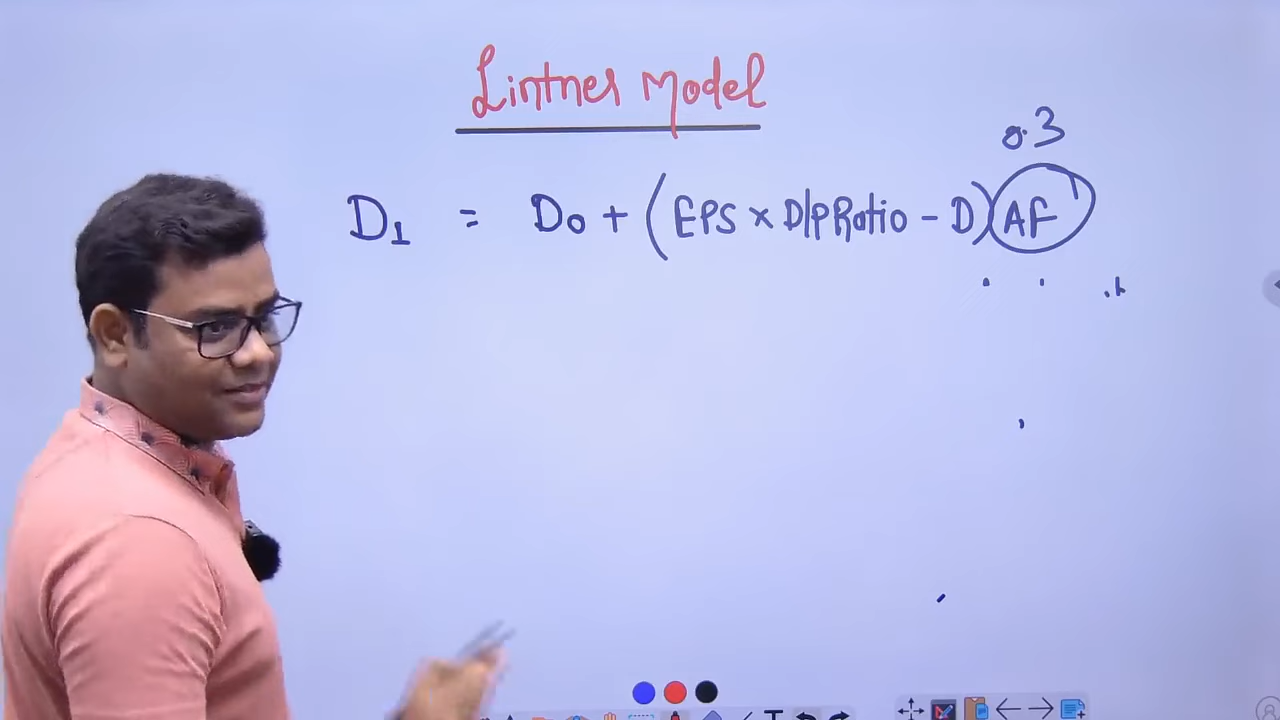 Lintner Model
0.3
D₁ = D₀ + (EPS × D/P Ratio - D) AF